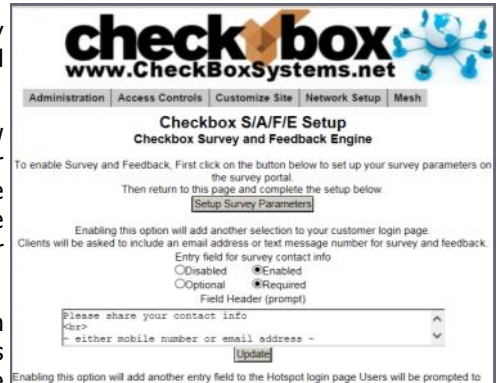 check box
www.CheckBoxSystems.net
Administration Access Controls Customize Site Network Setup Mesh
Checkbox S/A/F/E Setup
Checkbox Survey and Feedback Engine
To enable Survey and Feedback, First click on the button below to set up your survey parameters on
the survey portal.
Then return to this page and complete the setup below
Setup Survey Parameters
Enabling this option will add another selection to your customer login page.
Clients will be asked to include an email address or text message number for survey and feedback.
Entry field for survey contact info
Disabled Enabled
Optional Required
Field Header (prompt)
Please share your contact info
<br>
- either mobile number or email address -
Update
Enabling this option will add another entry field to the Hotspot login page Users will be prompted to